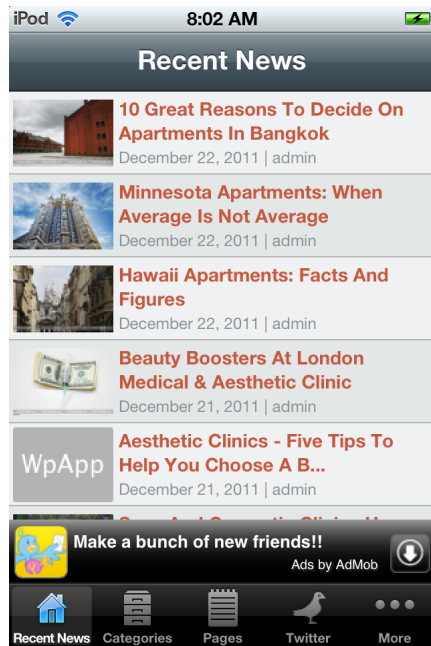 iPod
8:02 AM
Recent News
10 Great Reasons To Decide On
Apartments In Bangkok
December 22, 2011 | admin
Minnesota Apartments: When
Average Is Not Average
December 22, 2011 | admin
Hawaii Apartments: Facts And
Figures
December 22, 2011 | admin
Beauty Boosters At London
Medical & Aesthetic Clinic
December 21, 2011 | admin
WpApp
Aesthetic Clinics - Five Tips To
Help You Choose A B...
December 21, 2011 | admin
Make a bunch of new friends!!
Ads by AdMob
Recent News
Categories
Pages
Twitter
More